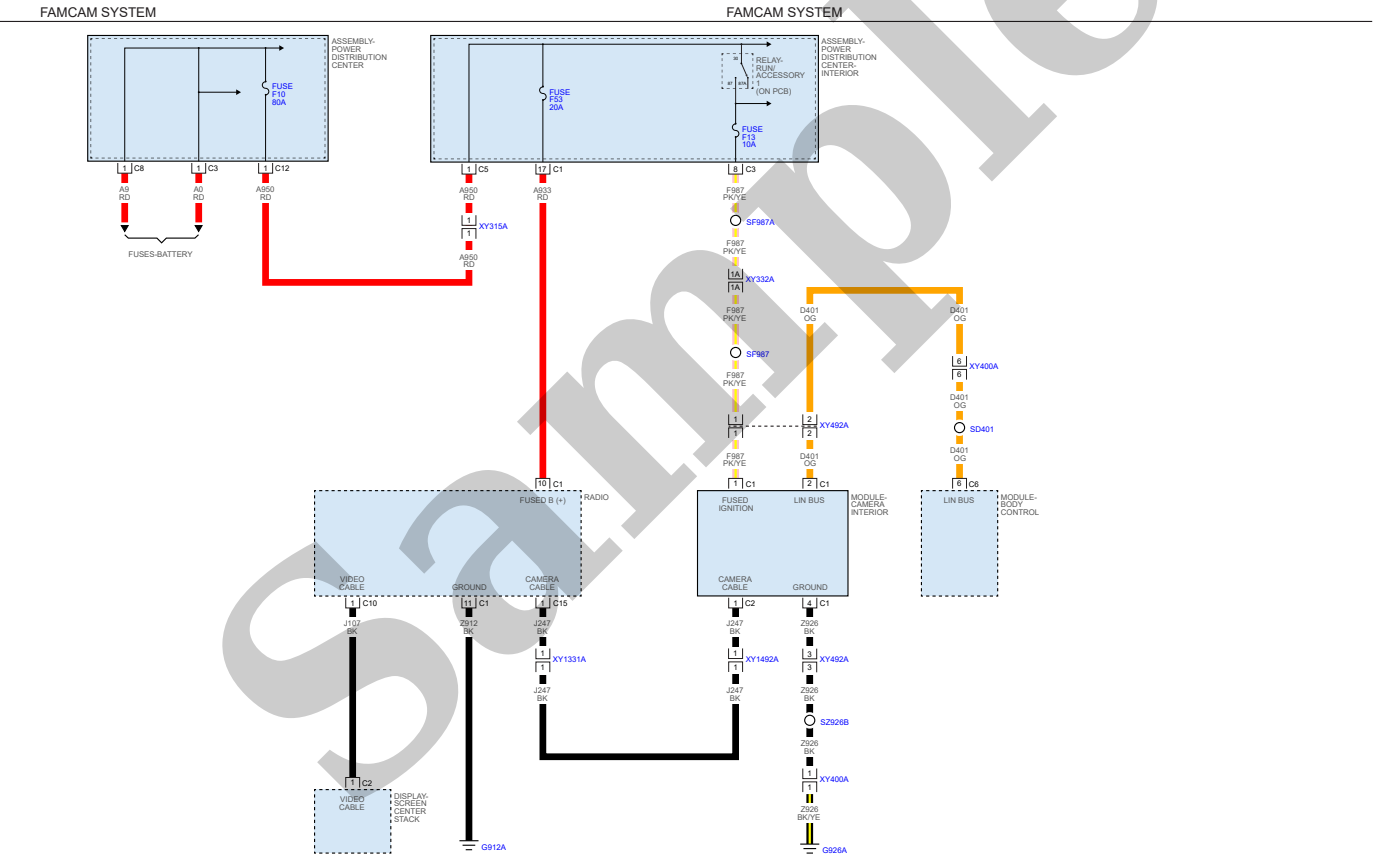 FAMCAM SYSTEM
FAMCAM SYSTEM
ASSEMBLY-
POWER
DISTRIBUTION
CENTER
FUSE
F10
80A
1 C8
1 C3
1 C12
A9
RD
A0
RD
A950
RD
FUSES-BATTERY
ASSEMBLY-
POWER
DISTRIBUTION
CENTER-
INTERIOR
FUSE
F53
20A
30
87 87A
RELAY-
RUN/
ACCESSORY
1
(ON PCB)
FUSE
F13
10A
1 C5
17 C1
8 C3
A950
RD
A933
RD
F987
PK/YE
1
1
XY315A
A950
RD
SF987A
F987
PK/YE
1A
1A
XY332A
F987
PK/YE
SF987
F987
PK/YE
1
1
2
2
XY492A
F987
PK/YE
D401
OG
D401
OG
D401
OG
6
6
XY400A
D401
OG
SD401
D401
OG
10 C1
1 C1
2 C1
6 C6
FUSED B (+)
RADIO
FUSED
IGNITION
LIN BUS
MODULE-
CAMERA
INTERIOR
LIN BUS
MODULE-
BODY
CONTROL
VIDEO
CABLE
GROUND
CAMERA
CABLE
CAMERA
CABLE
GROUND
1 C10
11 C1
1 C15
1 C2
4 C1
J107
BK
Z912
BK
J247
BK
J247
BK
Z926
BK
1
1
XY1331A
1
1
XY1492A
3
3
XY492A
J247
BK
J247
BK
Z926
BK
SZ926B
Z926
BK
1
1
XY400A
Z926
BK/YE
1 C2
VIDEO
CABLE
DISPLAY-
SCREEN
CENTER
STACK
G912A
G926A
Sample